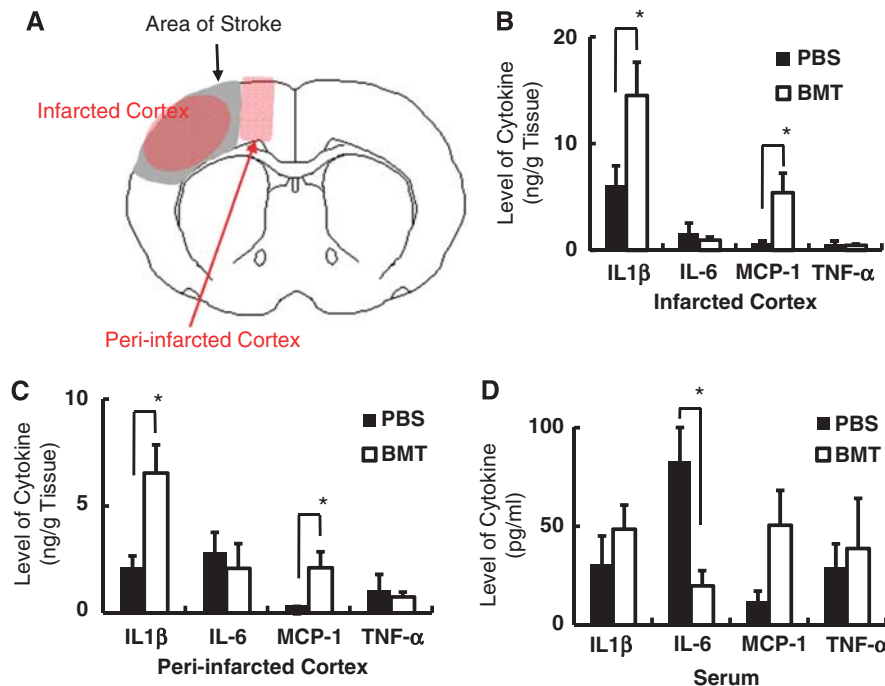 A
Area of Stroke
Infarcted Cortex
Peri-infarcted Cortex
B
Level of Cytokine
(ng/g Tissue)
20
10
0
*
*
PBS
BMT
IL1β IL-6 MCP-1 TNF-α
Infarcted Cortex
C
Level of Cytokine
(ng/g Tissue)
10
5
0
*
*
PBS
BMT
IL1β IL-6 MCP-1 TNF-α
Peri-infarcted Cortex
D
Level of Cytokine
(pg/ml)
100
50
0
*
PBS
BMT
IL1β IL-6 MCP-1 TNF-α
Serum